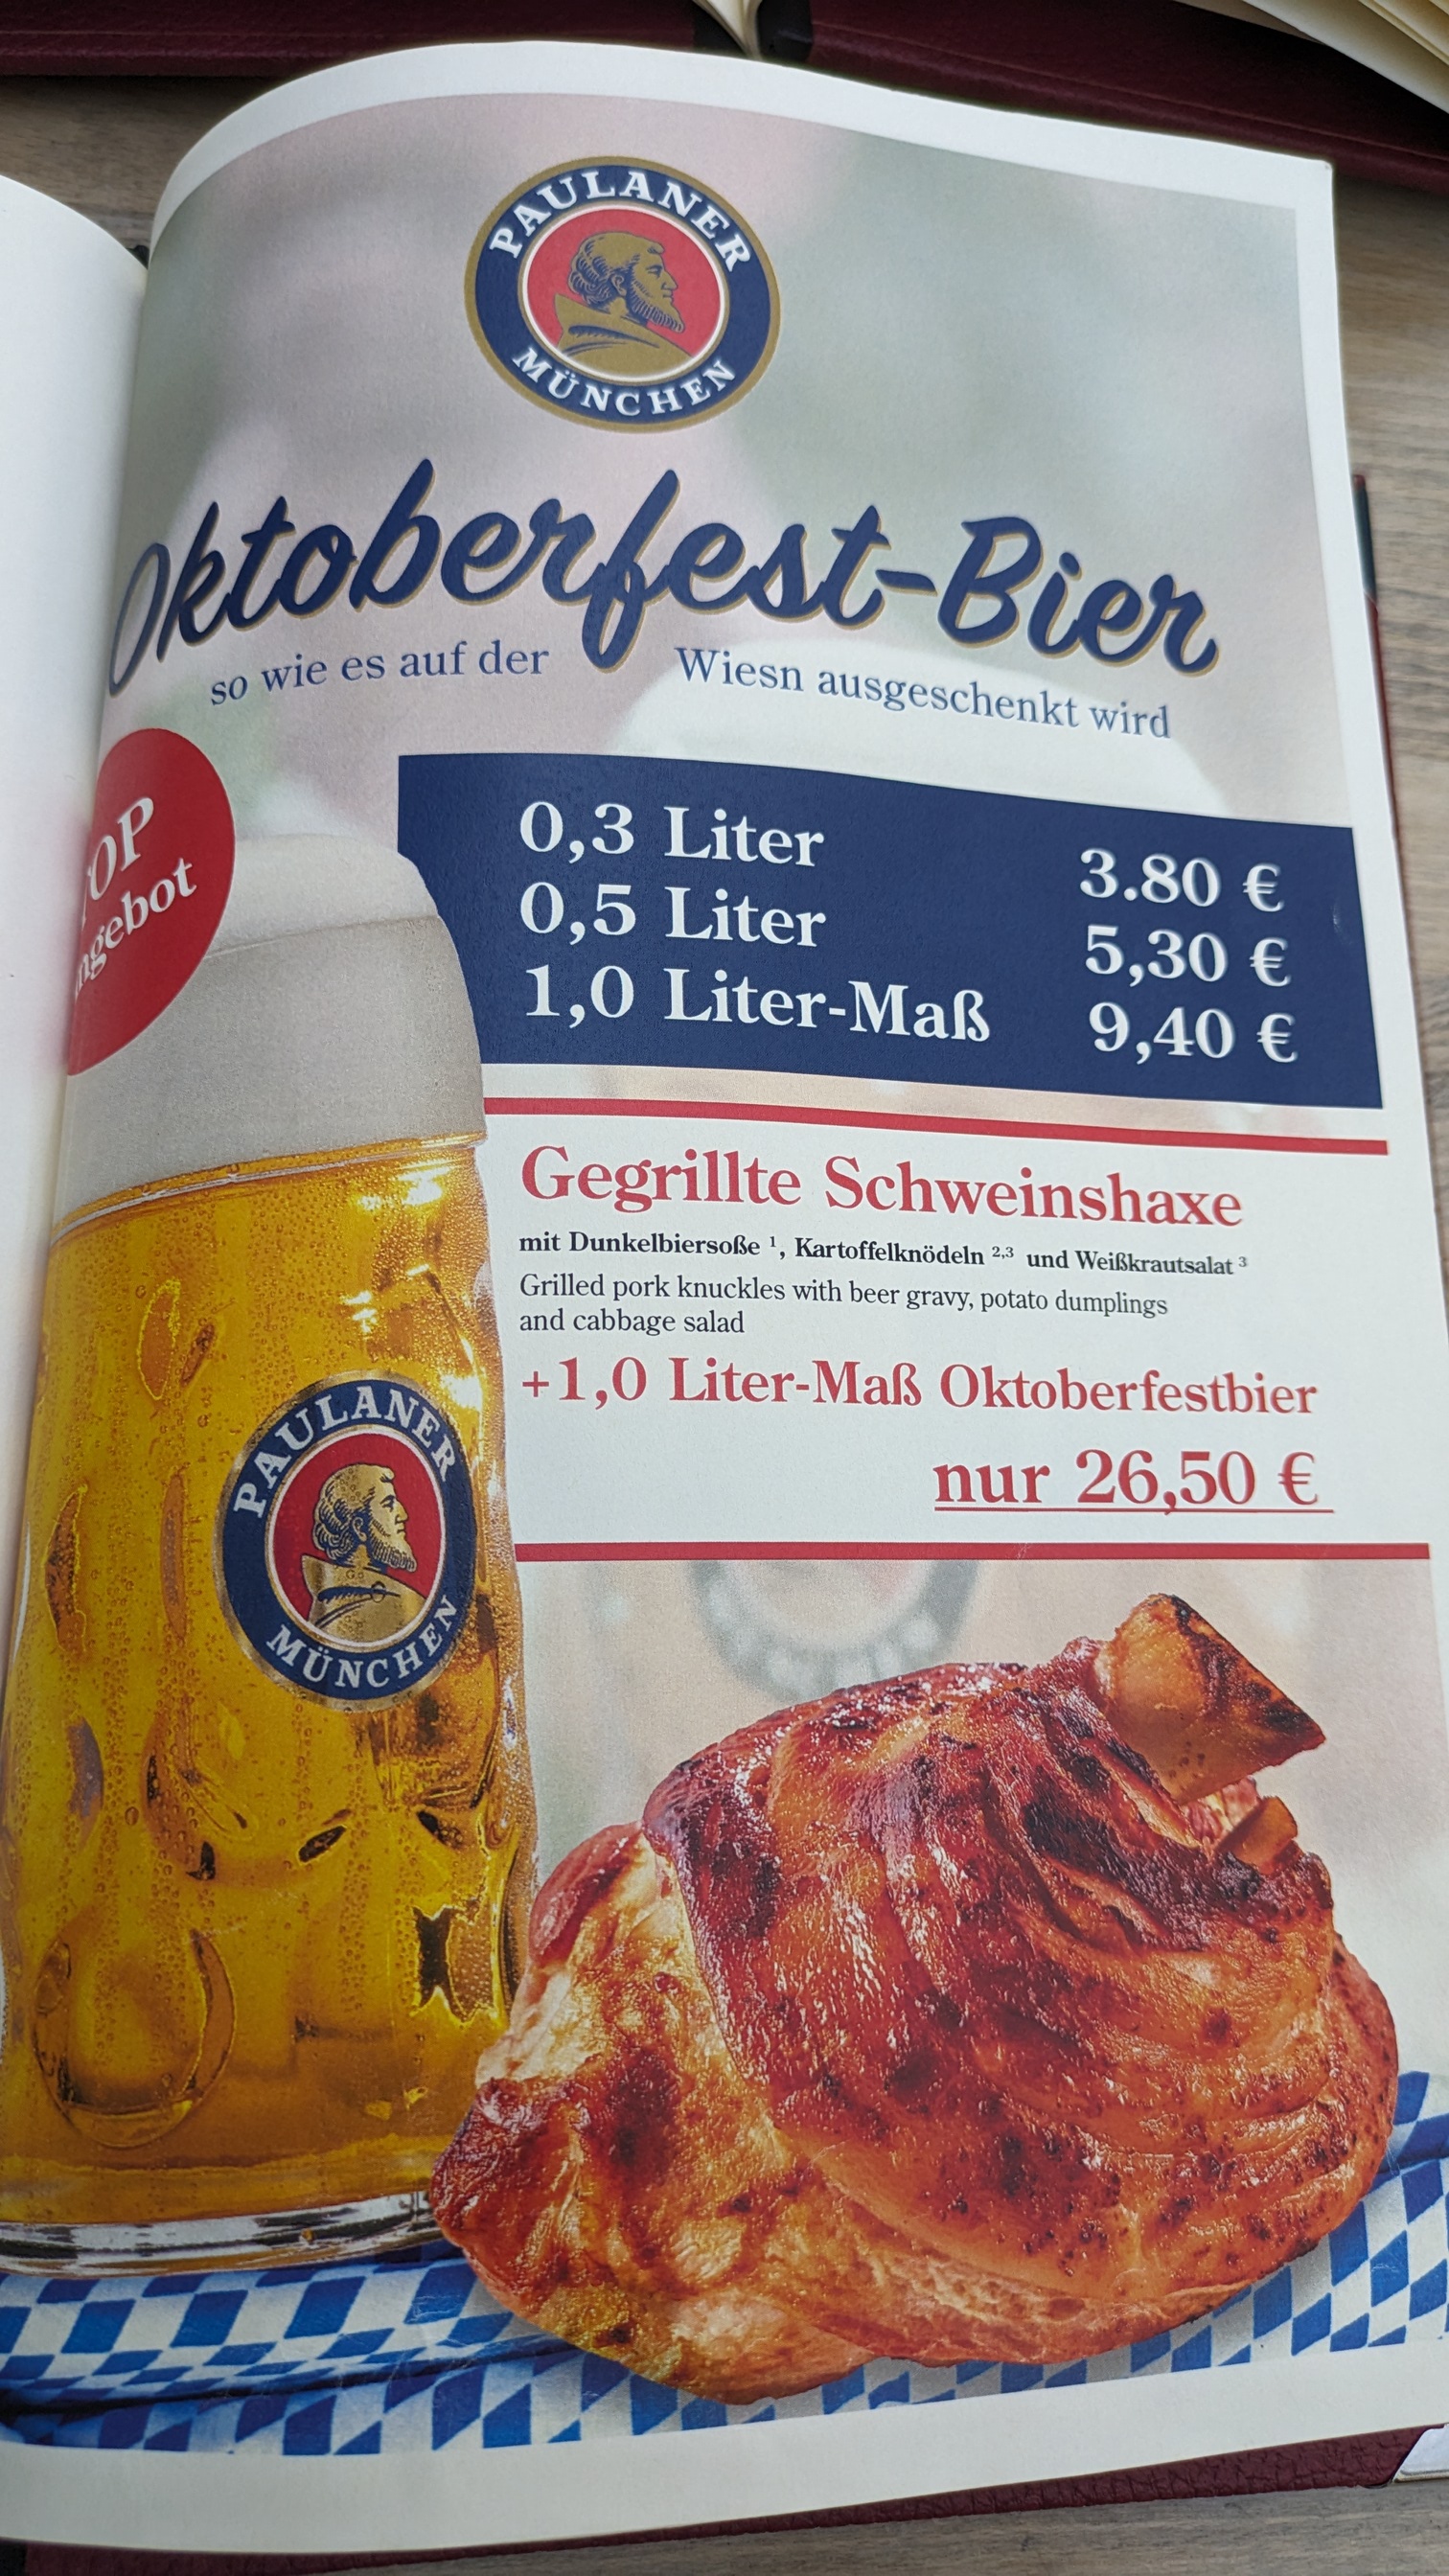 PAULANER
MÜNCHEN
Oktoberfest-Bier
so wie es auf der Wiesn ausgeschenkt wird
TOP
ngebot
0,3 Liter 3.80 €
0,5 Liter 5,30 €
1,0 Liter-Maß 9,40 €
Gegrillte Schweinshaxe
mit Dunkelbiersoße ¹, Kartoffelknödeln ²,³ und Weißkrautsalat ³
Grilled pork knuckles with beer gravy, potato dumplings
and cabbage salad
+1,0 Liter-Maß Oktoberfestbier
nur 26,50 €
PAULANER
MÜNCHEN